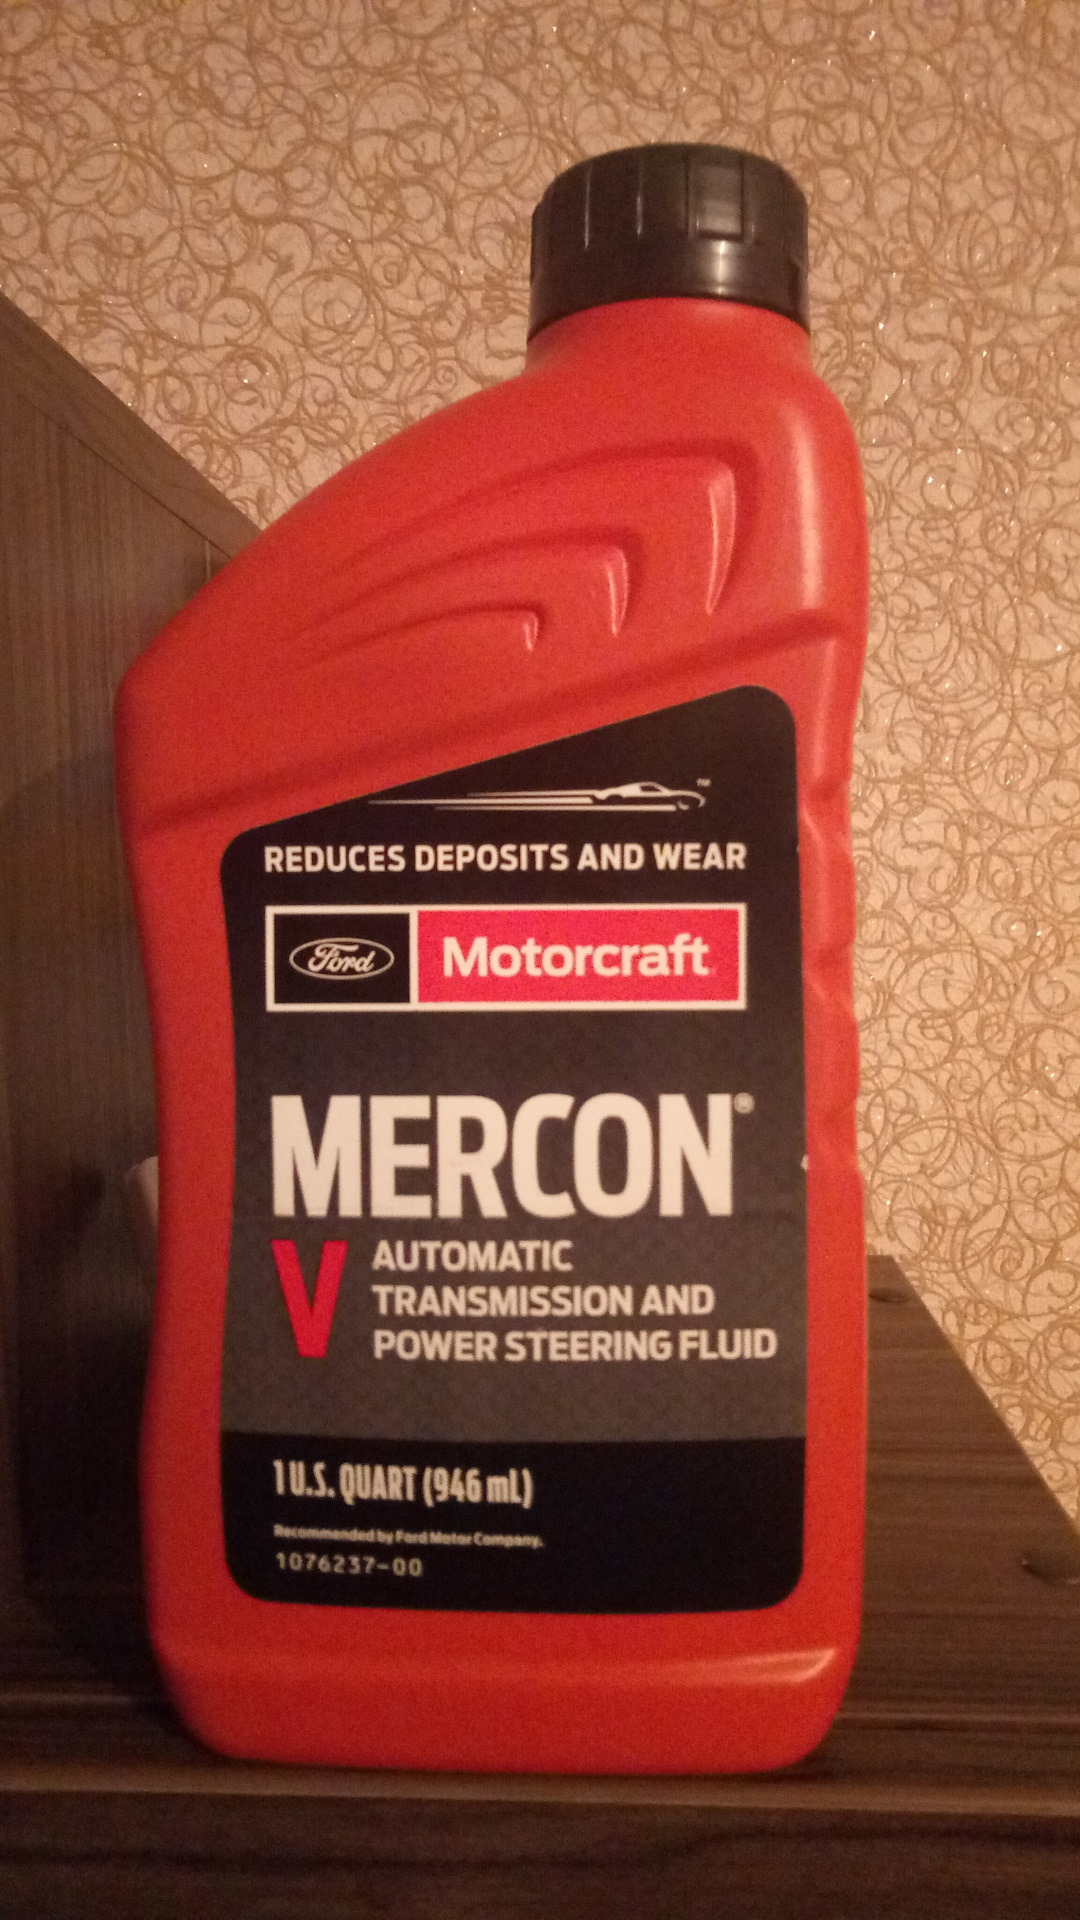 ™
REDUCES DEPOSITS AND WEAR
Ford Motorcraft
MERCON®
V AUTOMATIC
TRANSMISSION AND
POWER STEERING FLUID
1 U.S. QUART (946 mL)
Recommended by Ford Motor Company.
1076237-00